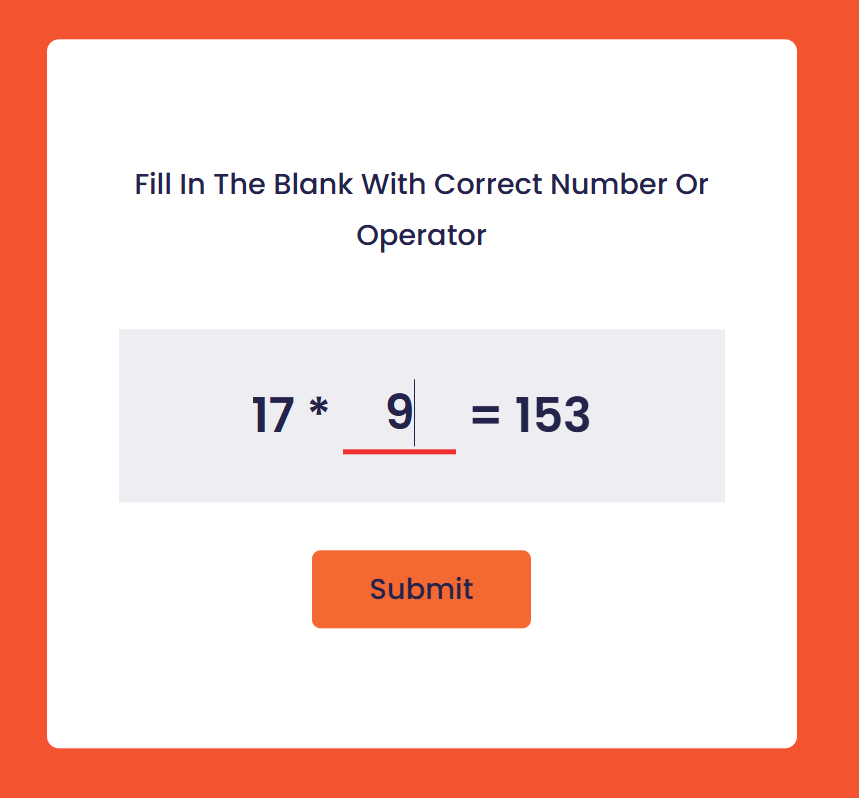 Fill In The Blank With Correct Number Or
Operator
17 * 9 = 153
Submit